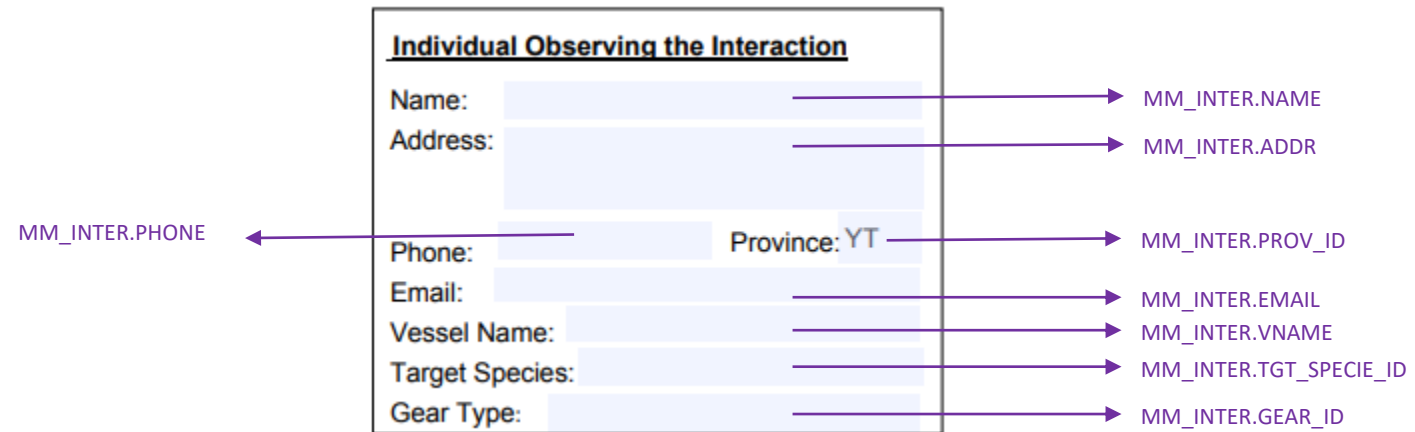 Individual Observing the Interaction
Name: MM_INTER.NAME
Address: MM_INTER.ADDR
MM_INTER.PHONE Phone: Province: YT MM_INTER.PROV_ID
Email: MM_INTER.EMAIL
Vessel Name: MM_INTER.VNAME
Target Species: MM_INTER.TGT_SPECIE_ID
Gear Type: MM_INTER.GEAR_ID